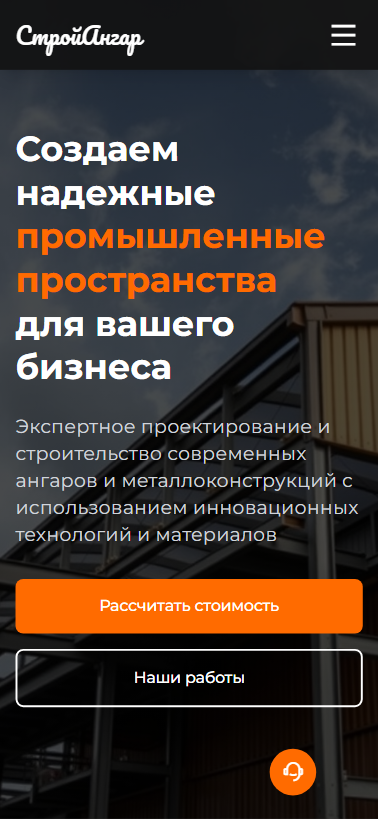 СтройАнгар
Создаем
надежные
промышленные
пространства
для вашего
бизнеса
Экспертное проектирование и
строительство современных
ангаров и металлоконструкций с
использованием инновационных
технологий и материалов
Рассчитать стоимость
Наши работы